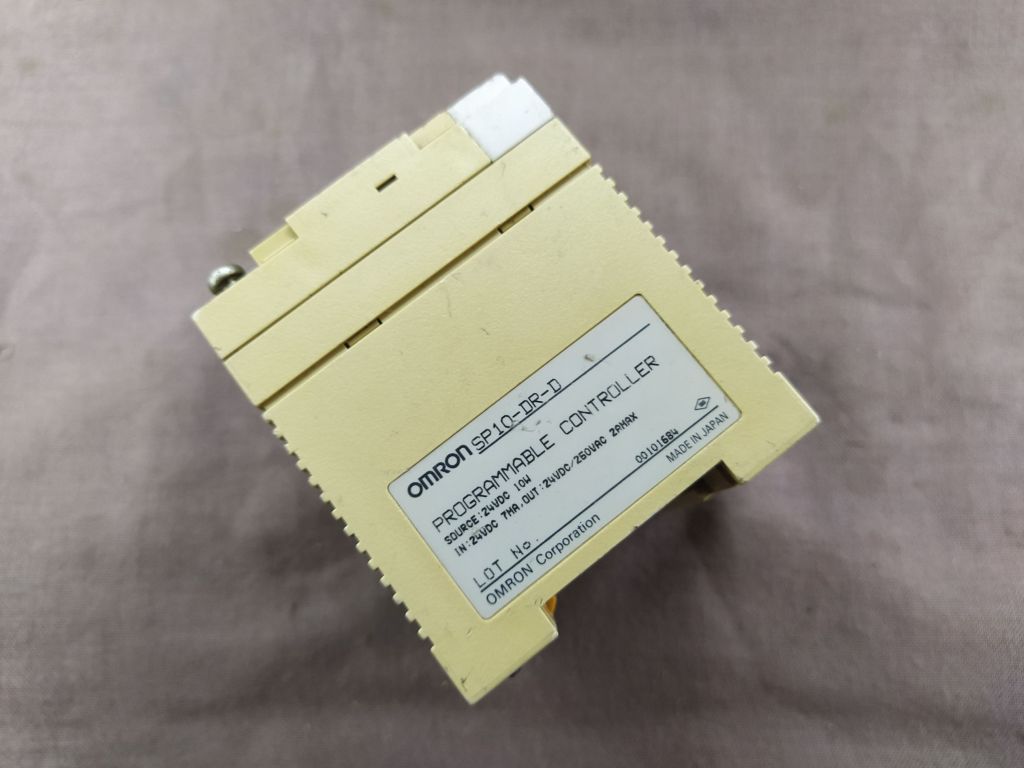 OMRON SP10-DR-D
PROGRAMMABLE CONTROLLER
SOURCE:24VDC 10W
IN:24VDC 7MA,OUT:24VDC/250VAC 2AMAX
LOT No. 00101684
OMRON Corporation MADE IN JAPAN